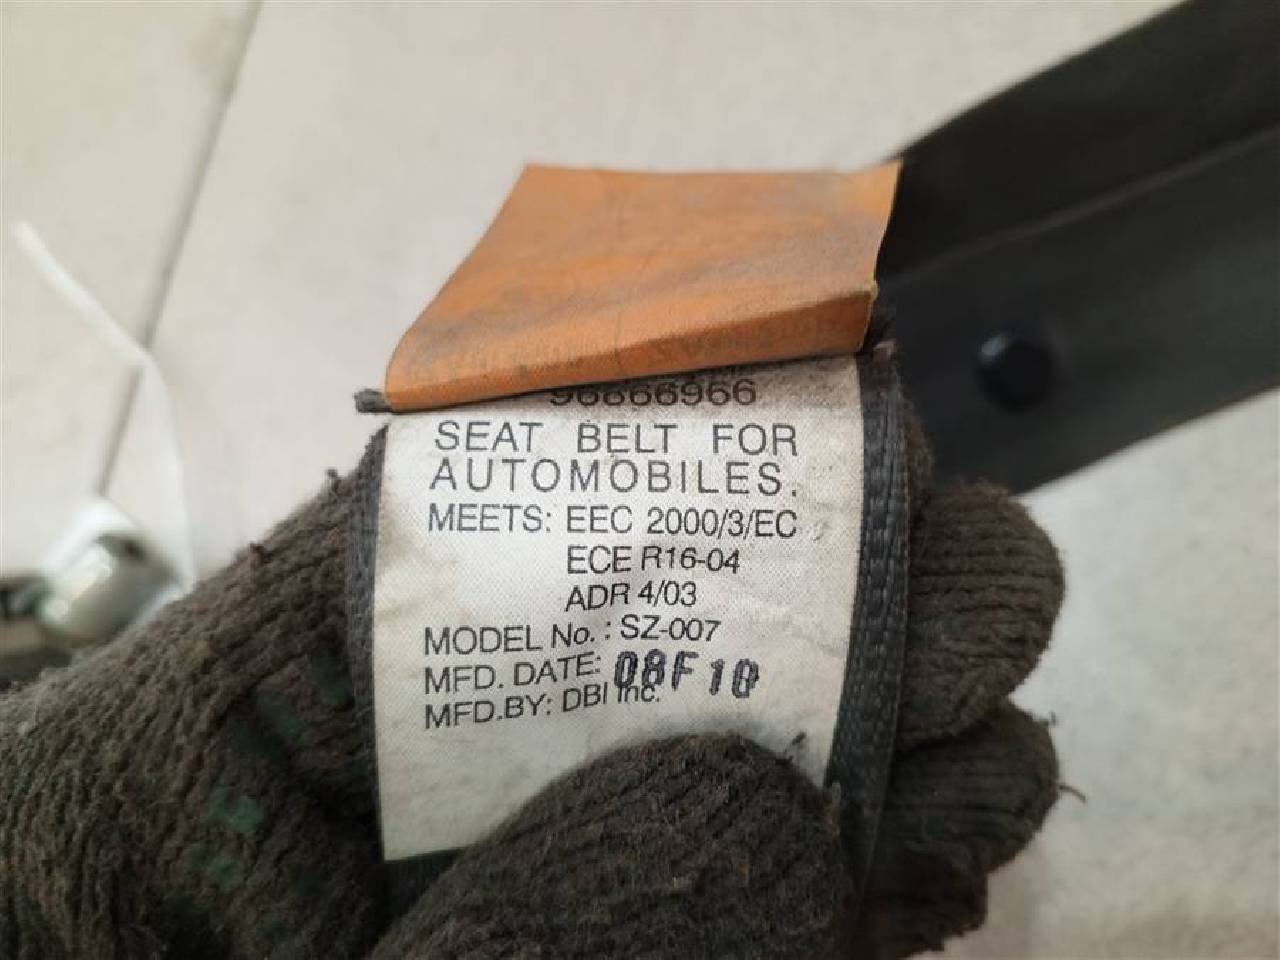 96866966
SEAT BELT FOR
AUTOMOBILES.
MEETS: EEC 2000/3/EC
ECE R16-04
ADR 4/03
MODEL No. : SZ-007
MFD. DATE: 08F10
MFD.BY: DBI Inc.